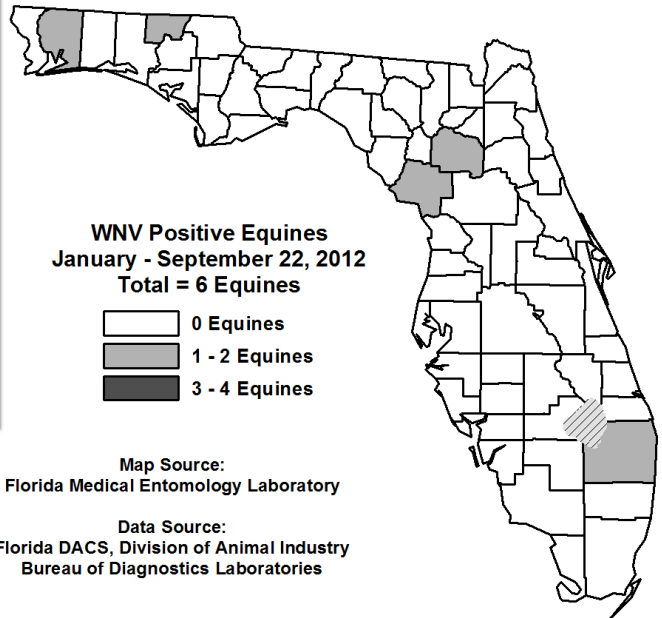 WNV Positive Equines
January - September 22, 2012
Total = 6 Equines
0 Equines
1 - 2 Equines
3 - 4 Equines
Map Source:
Florida Medical Entomology Laboratory
Data Source:
Florida DACS, Division of Animal Industry
Bureau of Diagnostics Laboratories